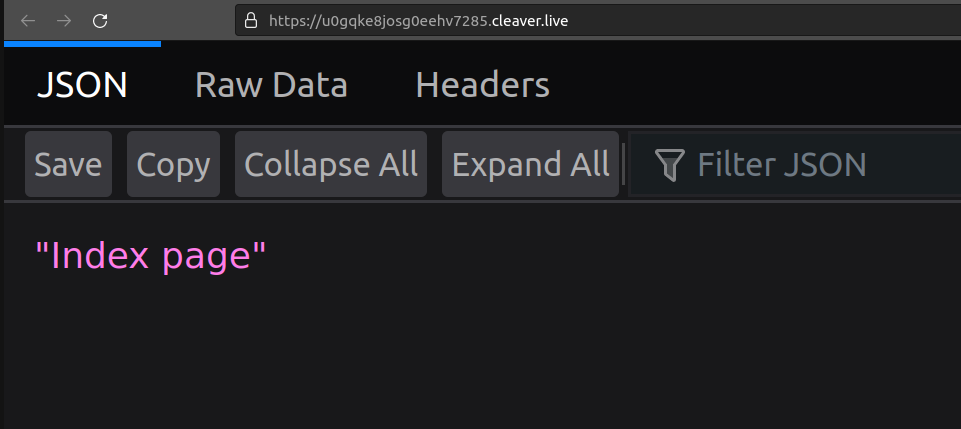 https://u0gqke8josg0eehv7285.cleaver.live
JSON Raw Data Headers
Save Copy Collapse All Expand All Filter JSON
"Index page"